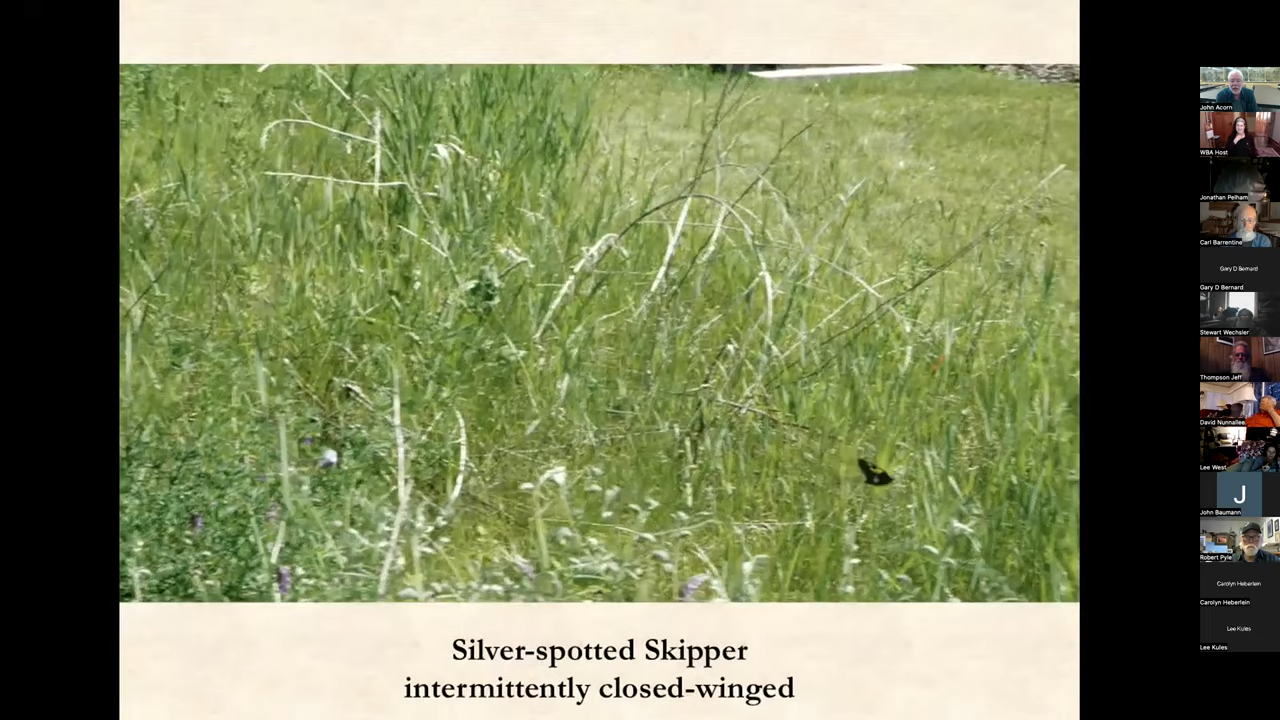 John Acorn
WBA Host
Jonathan Pelham
Carl Barrentine
Gary D Bernard
Gary D Bernard
Stewart Wechsler
Thompson Jeff
David Nunnallee
Lee West
J
John Baumann
Robert Pyle
Carolyn Heberlein
Carolyn Heberlein
Lee Kules
Lee Kules
Silver-spotted Skipper
intermittently closed-winged